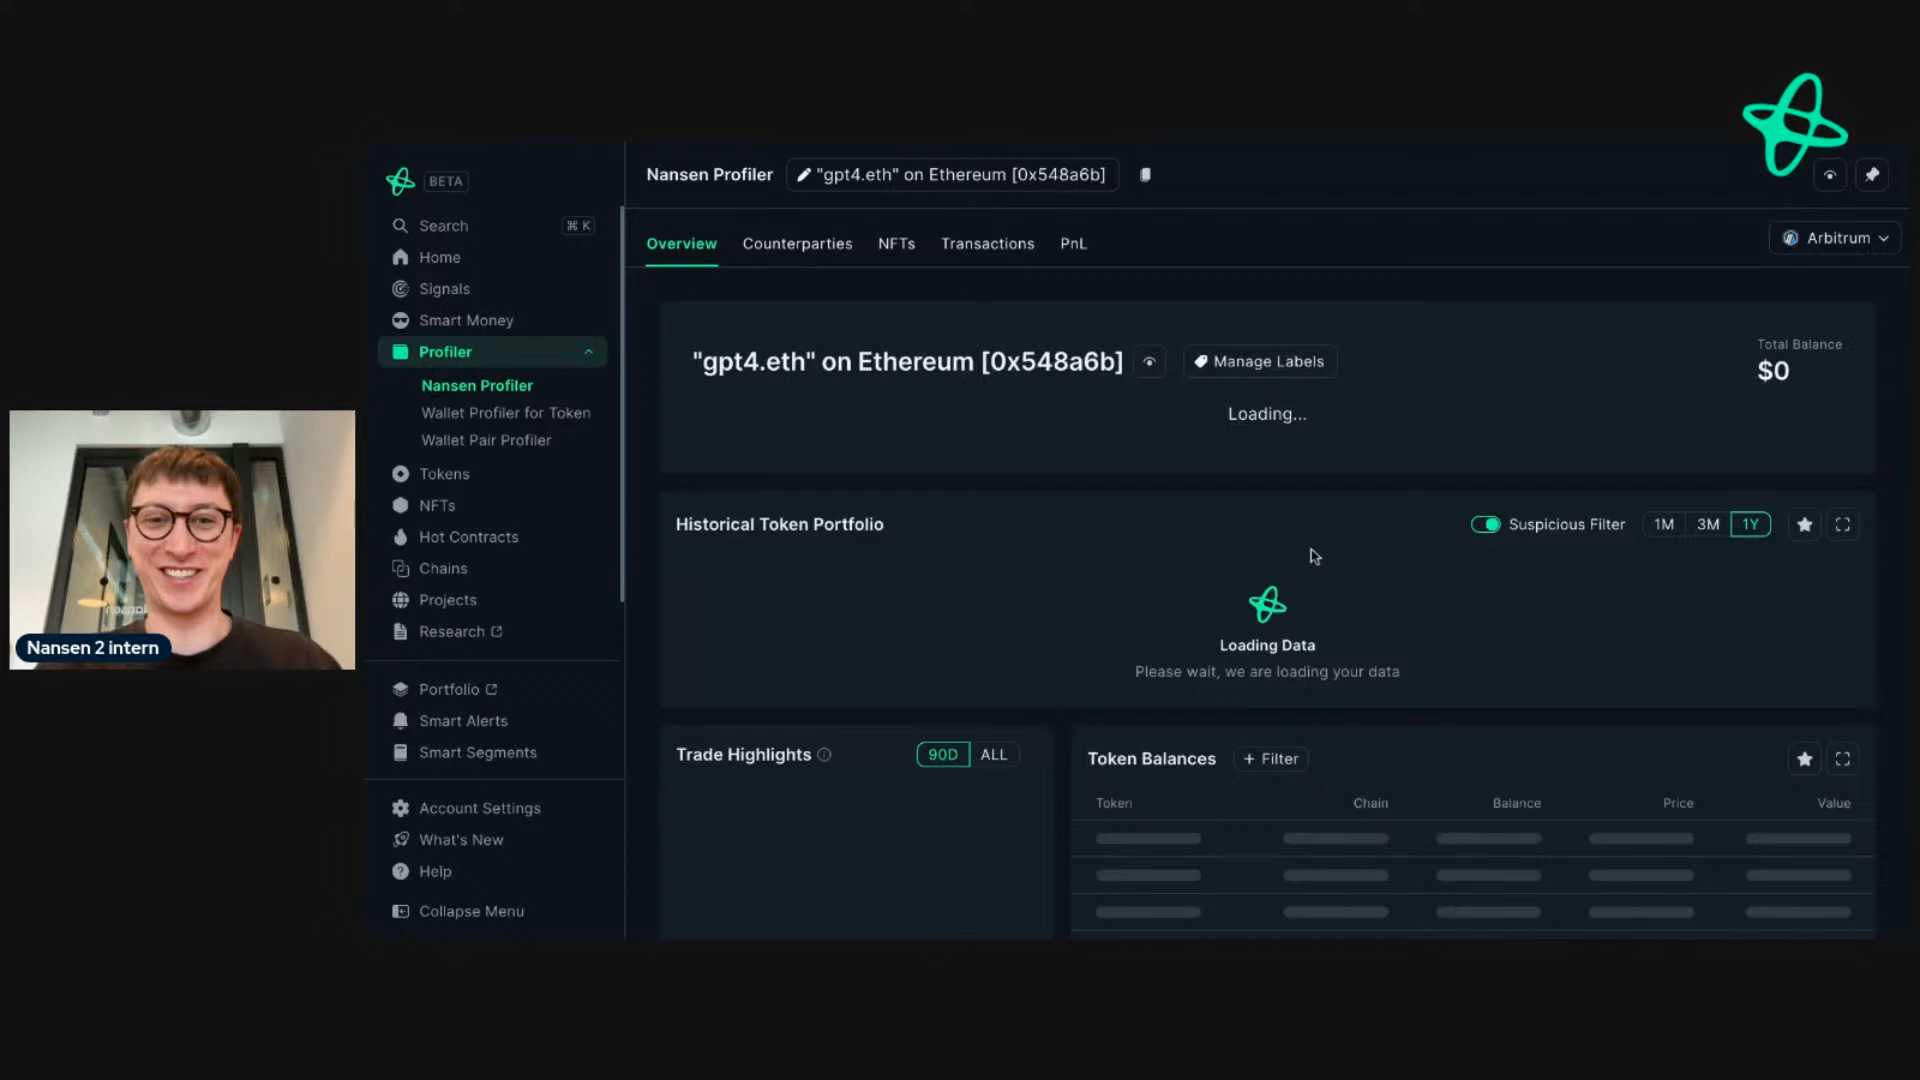 BETA
Search
⌘ K
Home
Signals
Smart Money
Profiler
Nansen Profiler
Wallet Profiler for Token
Wallet Pair Profiler
Tokens
NFTs
Hot Contracts
Chains
Projects
Research
Portfolio
Smart Alerts
Smart Segments
Account Settings
What's New
Help
Collapse Menu
Nansen 2 intern
Nansen Profiler
"gpt4.eth" on Ethereum [0x548a6b]
Overview Counterparties NFTs Transactions PnL
Arbitrum
"gpt4.eth" on Ethereum [0x548a6b]
Manage Labels
Total Balance
$0
Loading...
Historical Token Portfolio
Suspicious Filter
1M 3M 1Y
Loading Data
Please wait, we are loading your data
Trade Highlights
90D ALL
Token Balances
+ Filter
Token Chain Balance Price Value